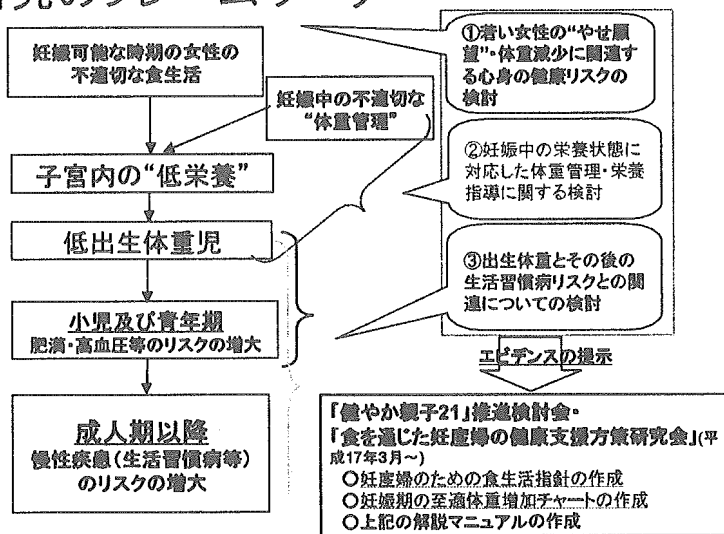 妊娠可能な時期の女性の
不適切な食生活
妊娠中の不適切な
“体重管理”
子宮内の“低栄養”
低出生体重児
小児及び青年期
肥満・高血圧等のリスクの増大
成人期以降
慢性疾患(生活習慣病等)
のリスクの増大
①若い女性の“やせ願
望”・体重減少に関連す
る心身の健康リスクの
検討
②妊娠中の栄養状態に
対応した体重管理・栄養
指導に関する検討
③出生体重とその後の
生活習慣病リスクとの関
連についての検討
エビデンスの提示
『健やか親子21』推進検討会・
「食を通じた妊産婦の健康支援方策研究会」(平
成17年3月～)
○妊産婦のための食生活指針の作成
○妊娠期の至適体重増加チャートの作成
○上記の解説マニュアルの作成